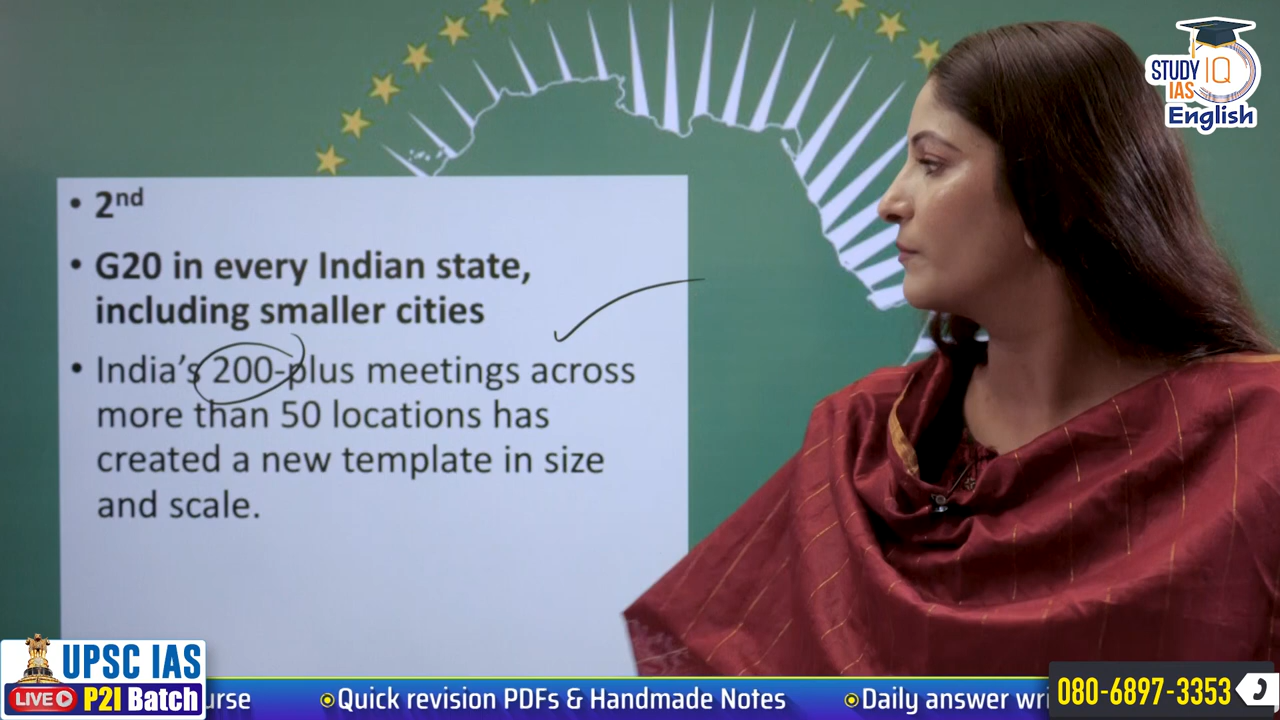 STUDY IQ
IAS
English
• 2nd
• G20 in every Indian state,
including smaller cities
• India's 200-plus meetings across
more than 50 locations has
created a new template in size
and scale.
UPSC IAS
LIVE P2I Batch
urse
Quick revision PDFs & Handmade Notes
Daily answer wri
080-6897-3353